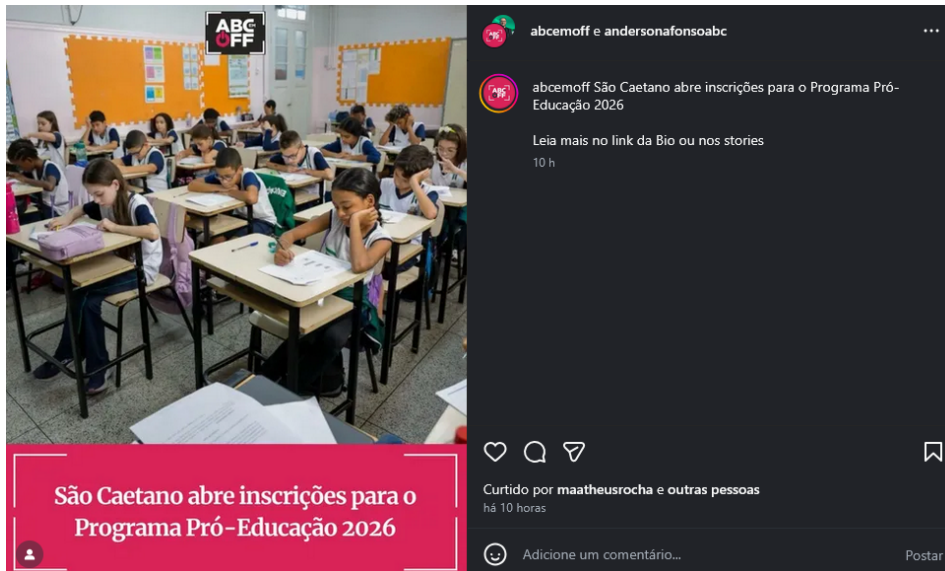 ABC
EM
OFF
São Caetano abre inscrições para o
Programa Pró-Educação 2026
abcemoff e andersonafonsoabc
abcemoff São Caetano abre inscrições para o Programa Pró-
Educação 2026
Leia mais no link da Bio ou nos stories
10 h
Curtido por maatheusrocha e outras pessoas
há 10 horas
Adicione um comentário...
Postar